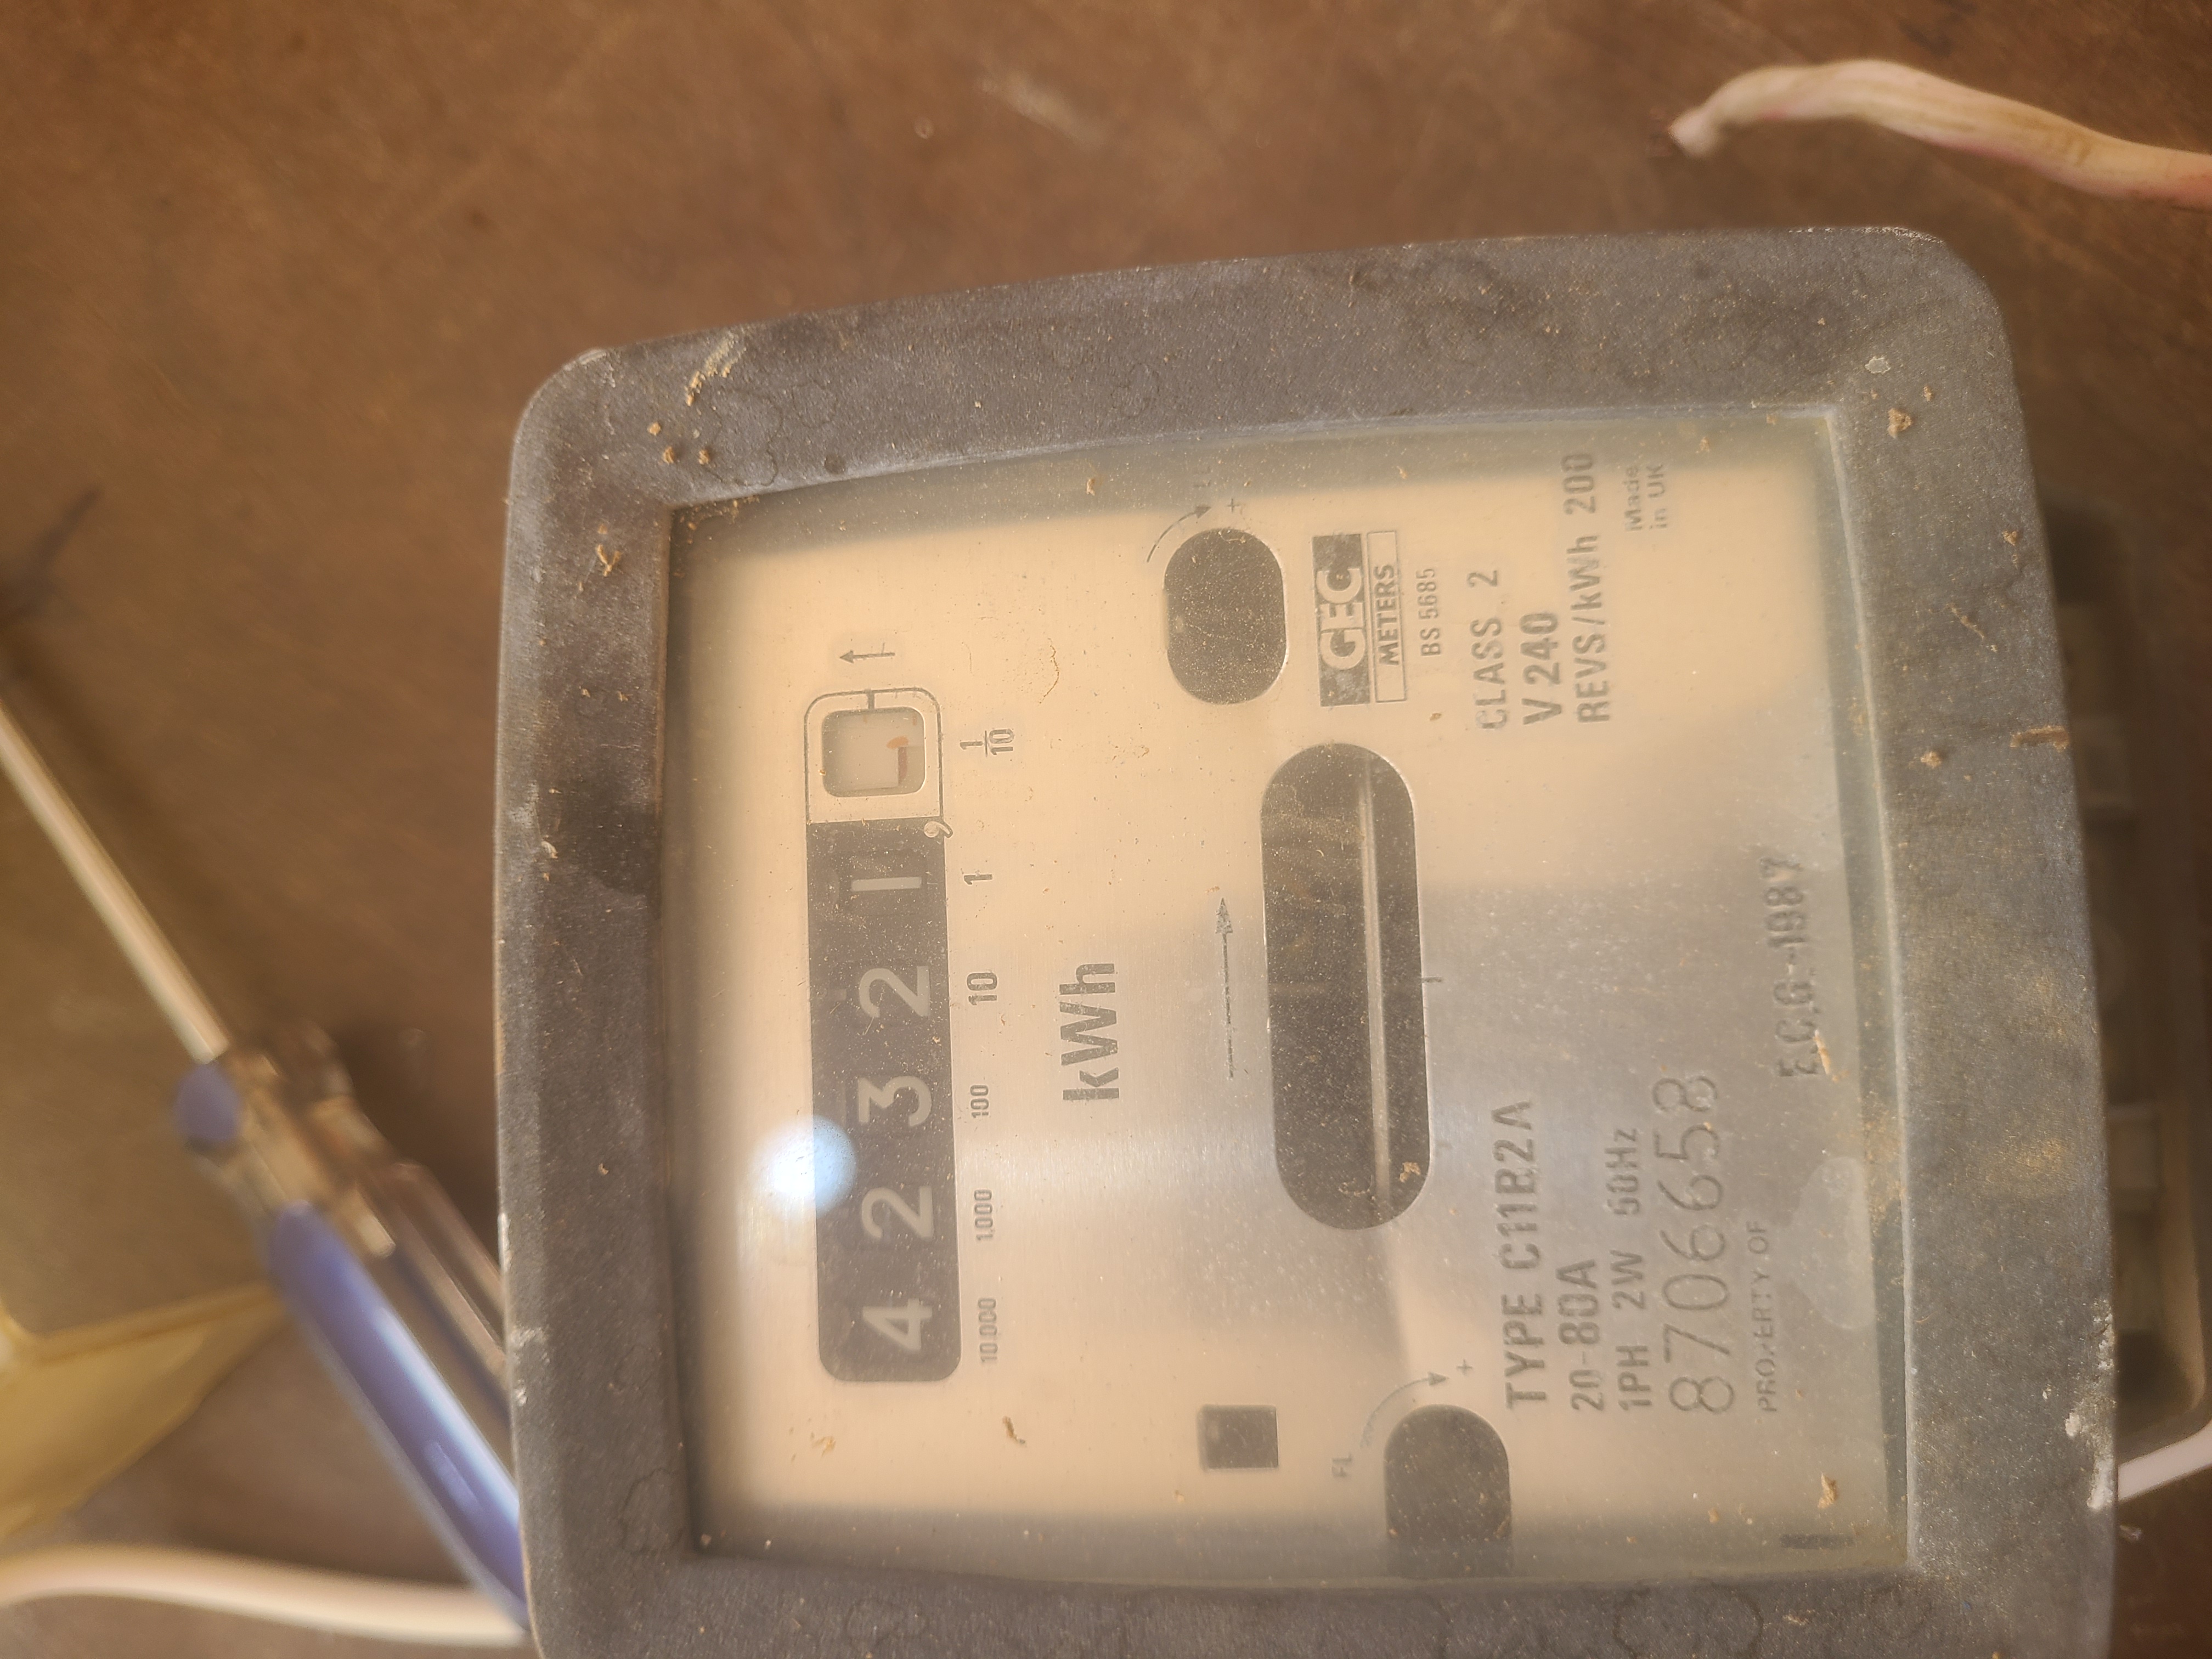 4 2 3 2 1 ,
10,000 1,000 100 10 1 1/10
kWh
FL
+
+
GEC
METERS
BS 5685
TYPE C11B2A
20-80A
1PH 2W 50Hz
8706658
PROPERTY OF
E.C.G.-1987
CLASS 2
V 240
REVS/kWh 200
Made
in UK